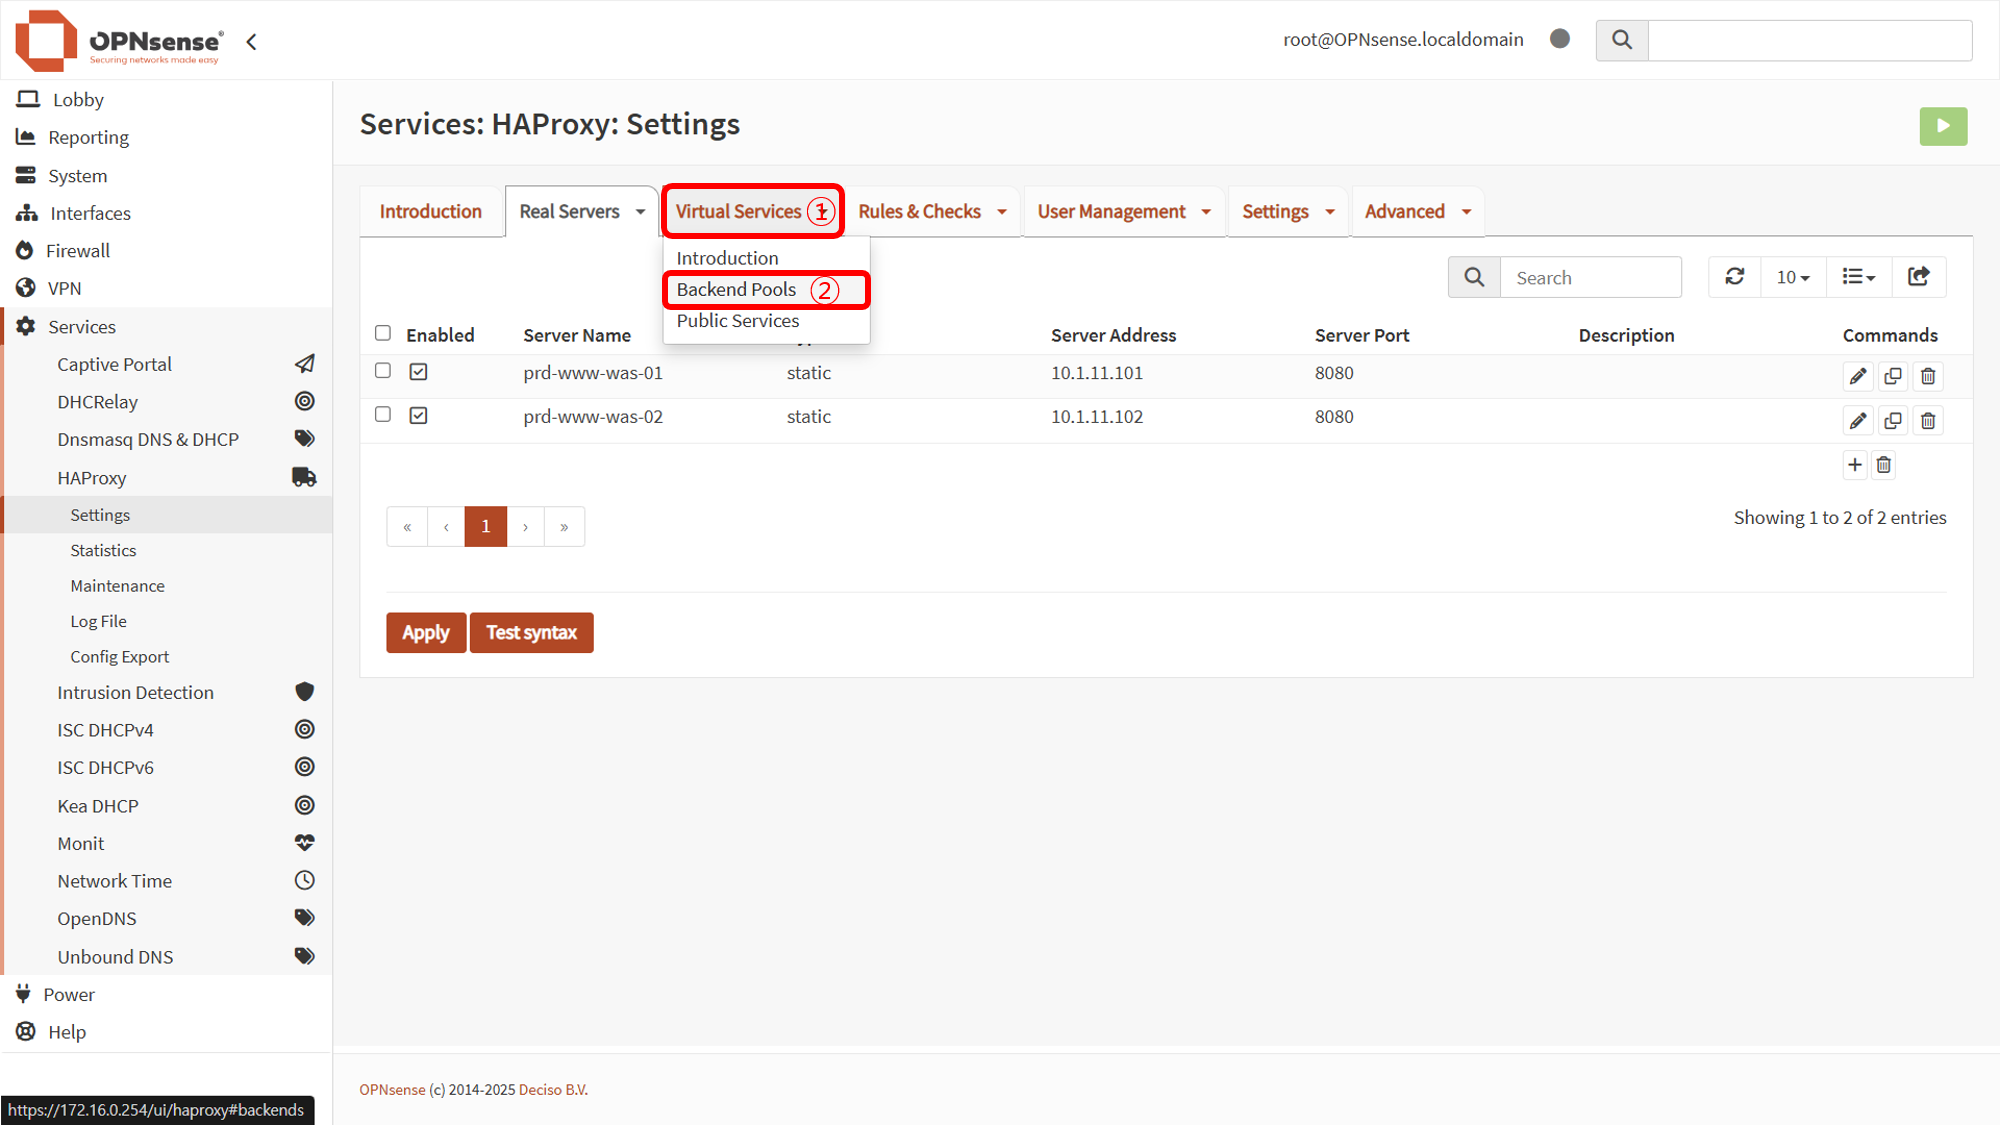 OPNsense®
Securing networks made easy
root@OPNsense.localdomain
Lobby
Reporting
System
Interfaces
Firewall
VPN
Services
Captive Portal
DHCRelay
Dnsmasq DNS & DHCP
HAProxy
Settings
Statistics
Maintenance
Log File
Config Export
Intrusion Detection
ISC DHCPv4
ISC DHCPv6
Kea DHCP
Monit
Network Time
OpenDNS
Unbound DNS
Power
Help
Services: HAProxy: Settings
Introduction Real Servers Virtual Services ① Rules & Checks User Management Settings Advanced
Introduction
Backend Pools ②
Public Services
Search 10
Enabled Server Name Server Address Server Port Description Commands
prd-www-was-01 static 10.1.11.101 8080
prd-www-was-02 static 10.1.11.102 8080
« ‹ 1 › »
Showing 1 to 2 of 2 entries
Apply Test syntax
OPNsense (c) 2014-2025 Deciso B.V.
https://172.16.0.254/ui/haproxy#backends